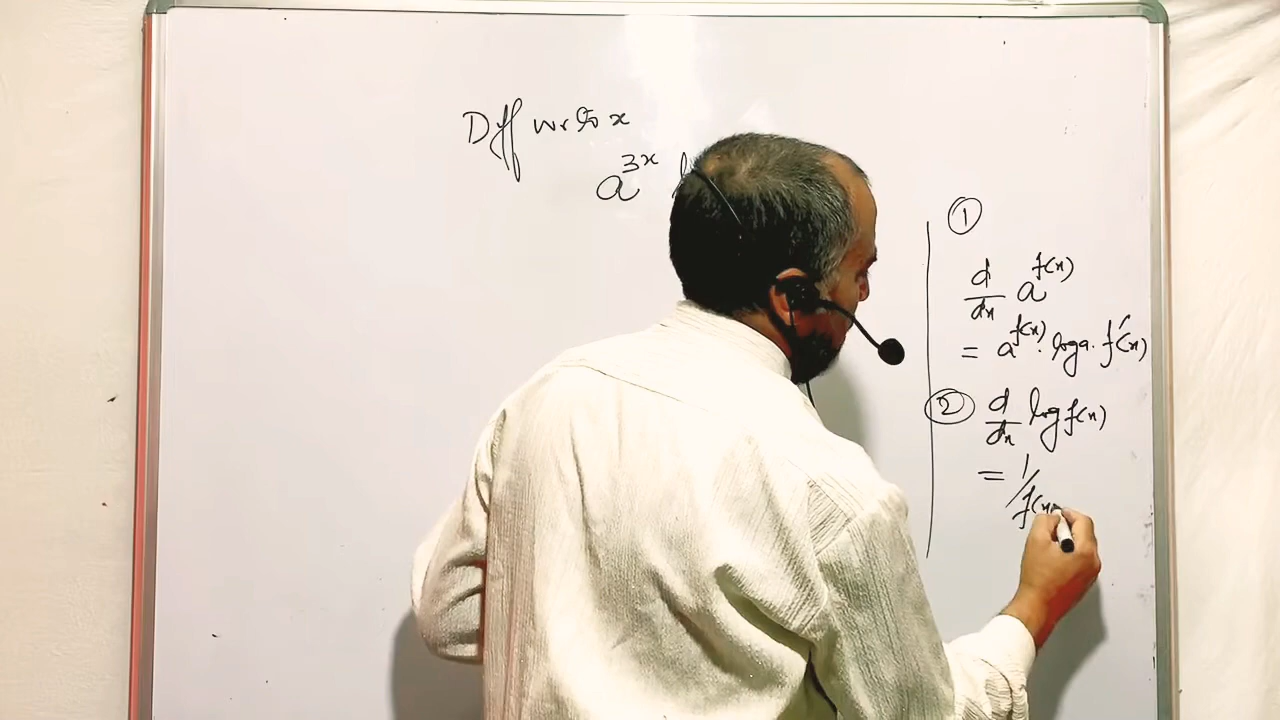 Diff w.r.to x
a^{3x}
①
d/dx a^{f(x)}
= a^{f(x)} . log a . f'(x)
② d/dx log f(x)
= 1/f(x)